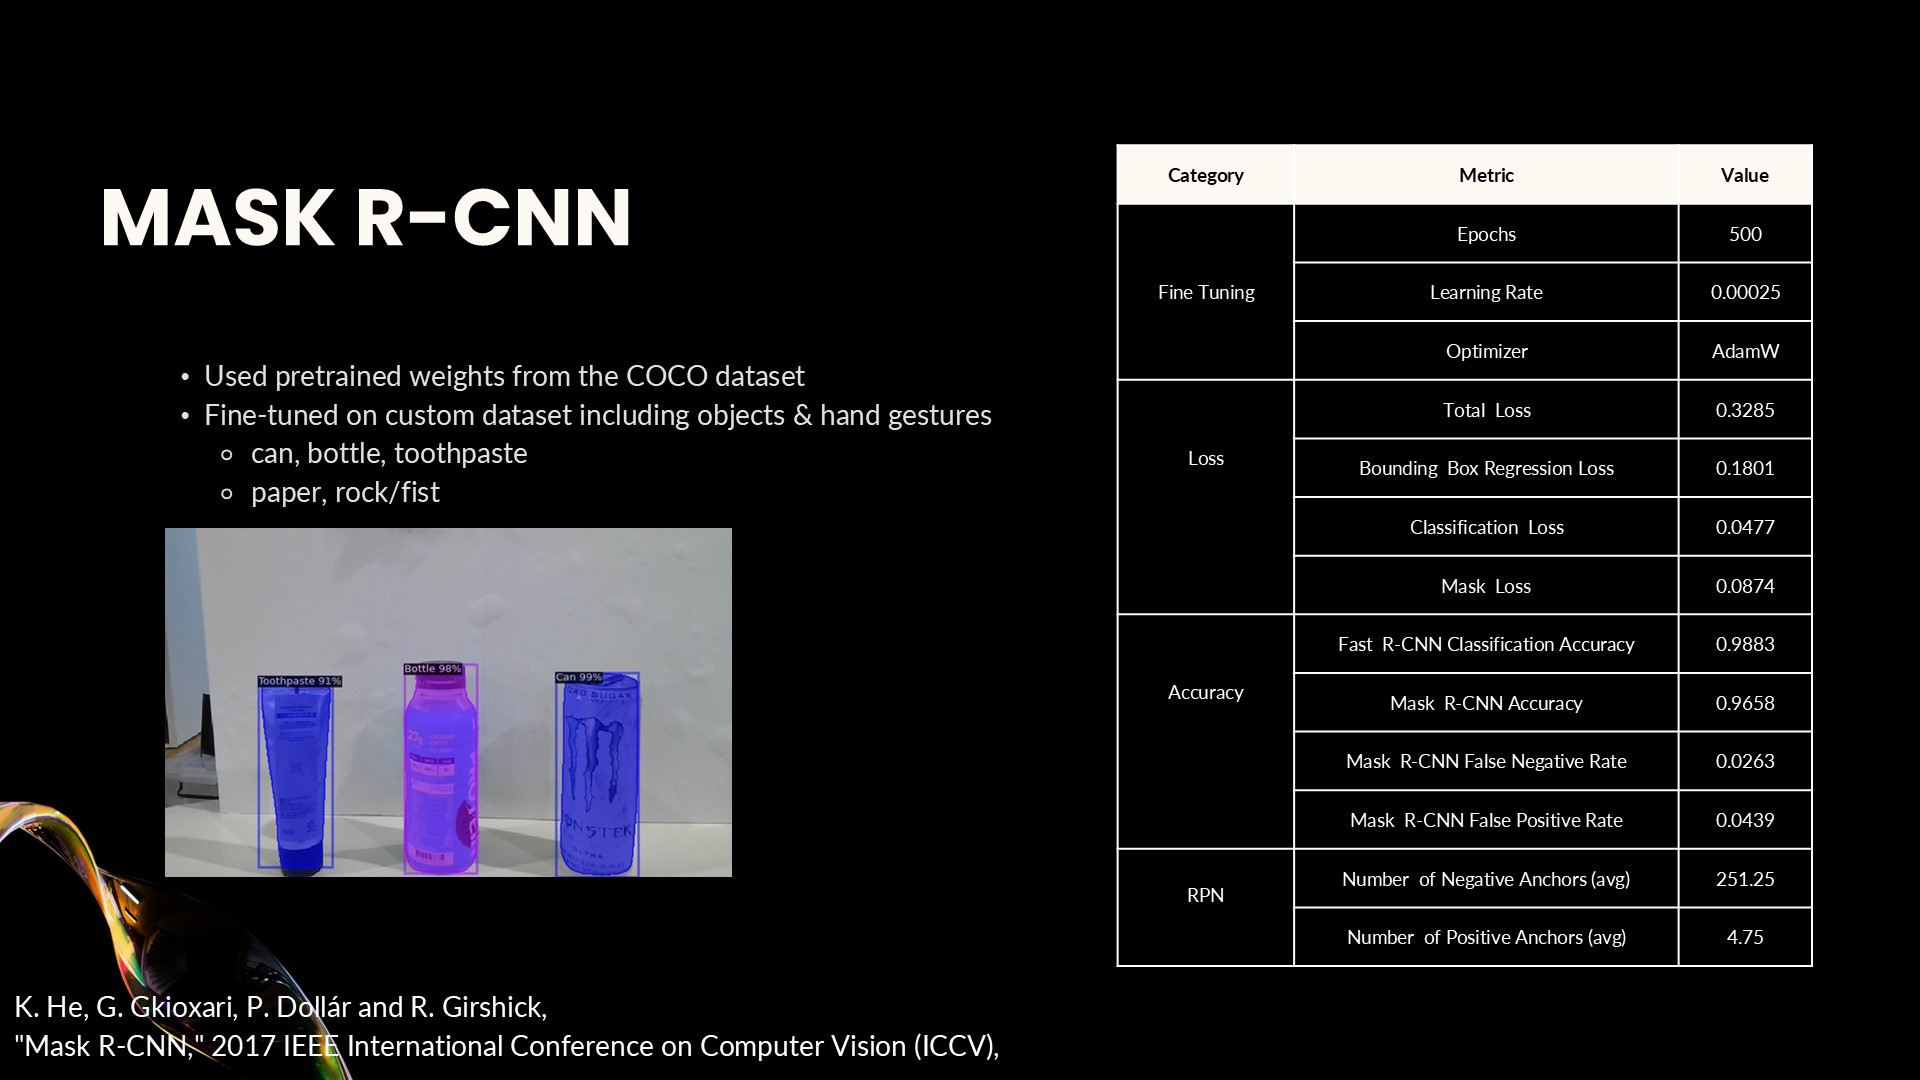 MASK R-CNN
• Used pretrained weights from the COCO dataset
• Fine-tuned on custom dataset including objects & hand gestures
○ can, bottle, toothpaste
○ paper, rock/fist
Toothpaste 91%
Bottle 98%
Can 99%
27g
MONSTER
ULTRA
K. He, G. Gkioxari, P. Dollár and R. Girshick,
"Mask R-CNN," 2017 IEEE International Conference on Computer Vision (ICCV),
Category Metric Value
Fine Tuning
Epochs 500
Learning Rate 0.00025
Optimizer AdamW
Loss
Total Loss 0.3285
Bounding Box Regression Loss 0.1801
Classification Loss 0.0477
Mask Loss 0.0874
Accuracy
Fast R-CNN Classification Accuracy 0.9883
Mask R-CNN Accuracy 0.9658
Mask R-CNN False Negative Rate 0.0263
Mask R-CNN False Positive Rate 0.0439
RPN
Number of Negative Anchors (avg) 251.25
Number of Positive Anchors (avg) 4.75